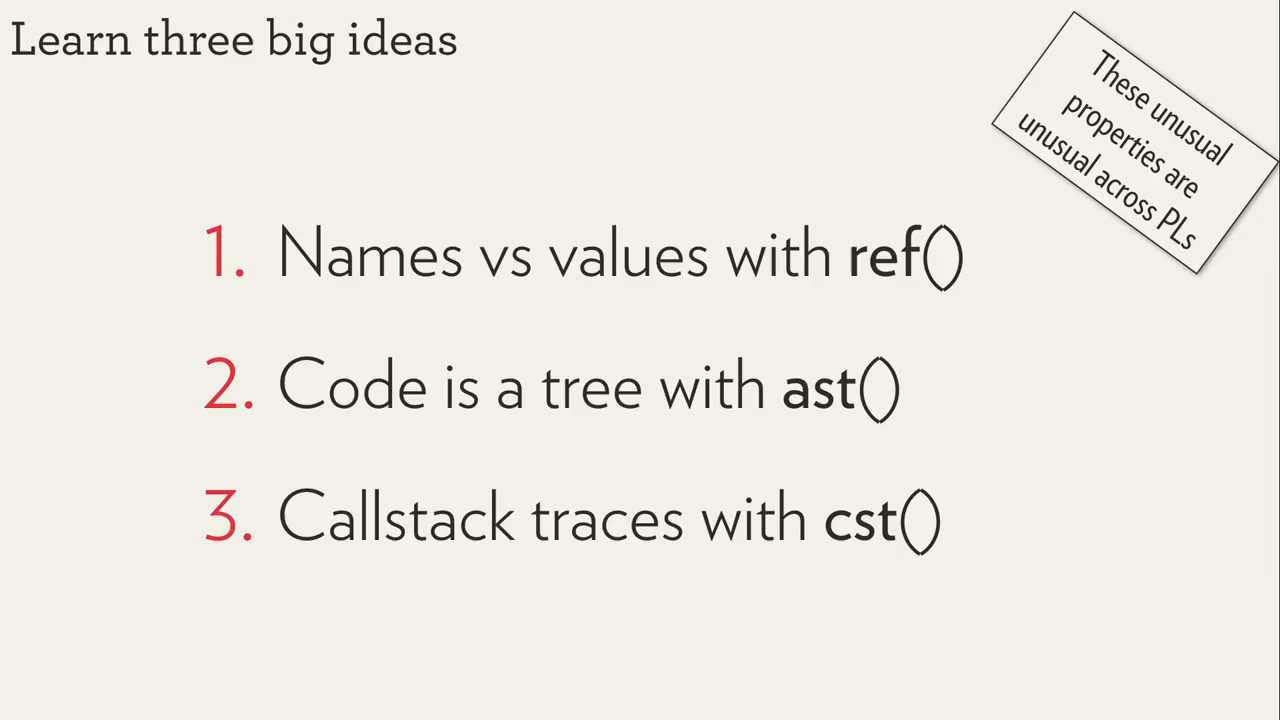 Learn three big ideas
These unusual
properties are
unusual across PLs
1. Names vs values with ref()
2. Code is a tree with ast()
3. Callstack traces with cst()